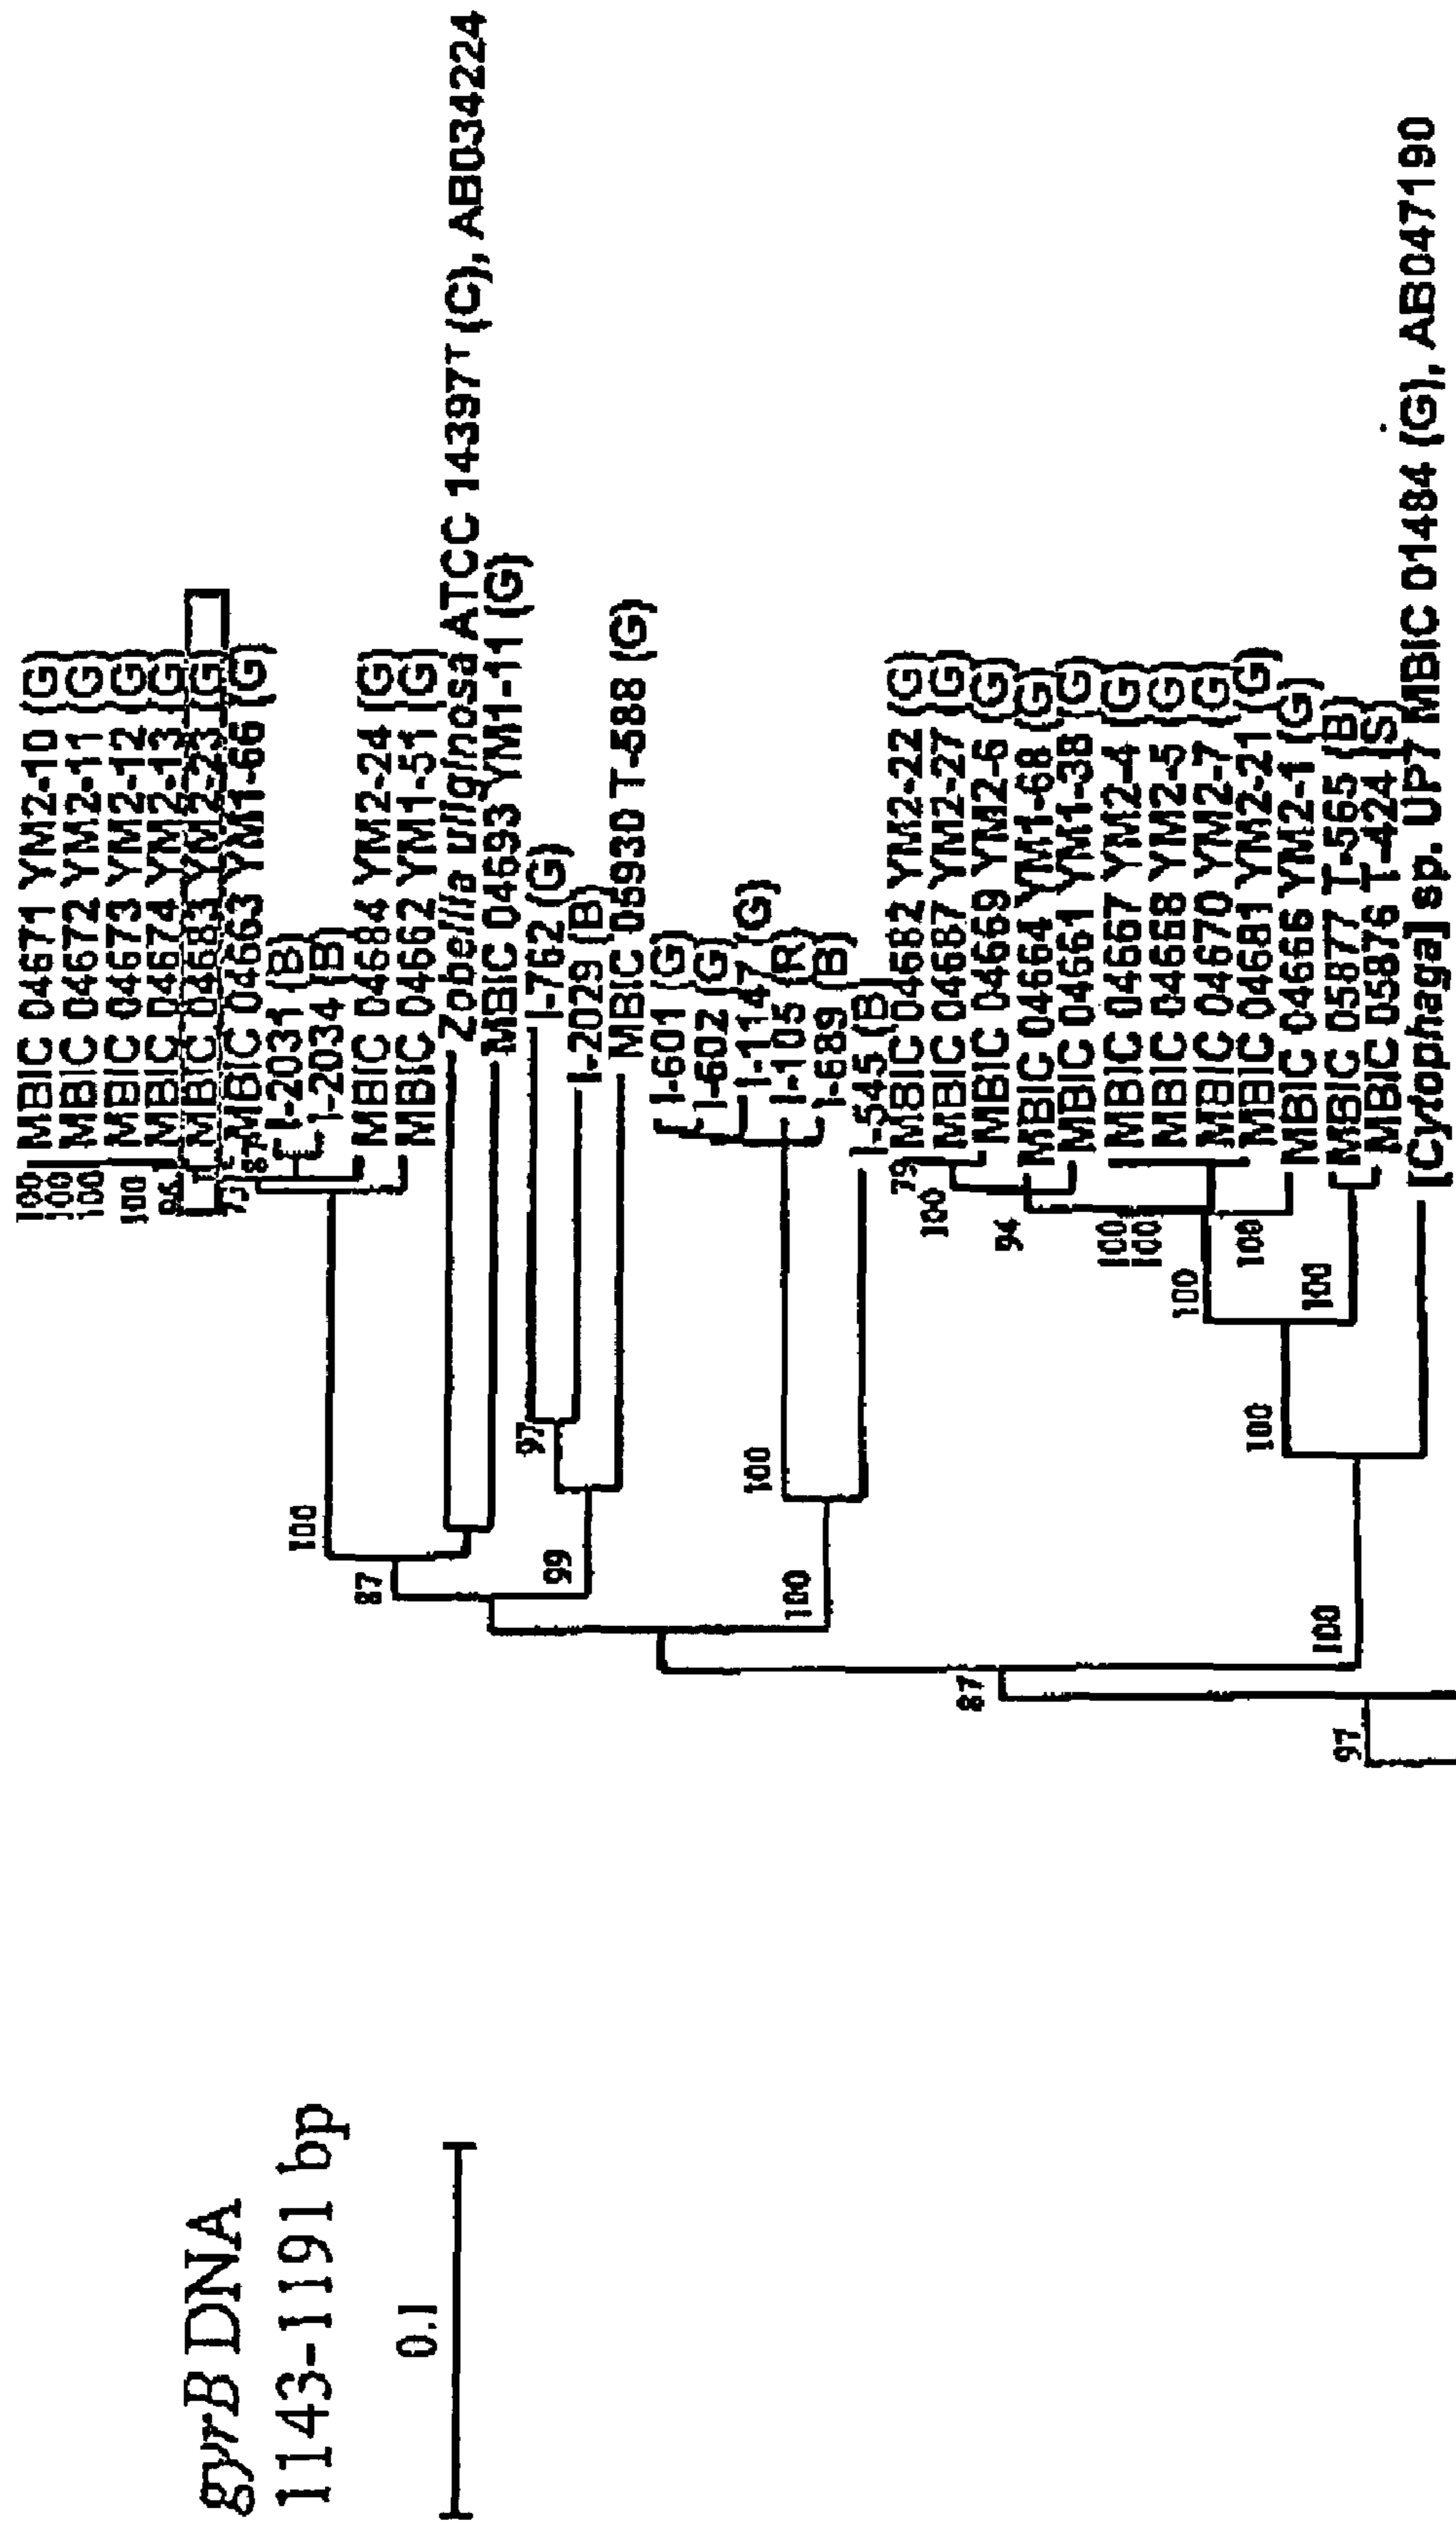 gyrB DNA
1143-1191 bp
0.1
MBIC 04671 YM2-10 (G)
MBIC 04672 YM2-11 (G)
MBIC 04673 YM2-12 (G)
MBIC 04674 YM2-13 (G)
MBIC 04683 YM2-23 (G)
MBIC 04663 YM1-66 (G)
I-2031 (B)
I-2034 (B)
MBIC 04684 YM2-24 (G)
MBIC 04662 YM1-51 (G)
Zobellia uliginosa ATCC 14397T (C), AB034224
MBIC 04693 YM1-11 (G)
I-762 (G)
I-2029 (B)
MBIC 05930 T-588 (G)
I-601 (G)
I-602 (G)
I-1147 (G)
I-105 (R)
I-689 (B)
I-545 (B)
MBIC 04682 YM2-22 (G)
MBIC 04687 YM2-27 (G)
MBIC 04669 YM2-6 (G)
MBIC 04664 YM1-68 (G)
MBIC 04661 YM1-38 (G)
MBIC 04667 YM2-4 (G)
MBIC 04668 YM2-5 (G)
MBIC 04670 YM2-7 (G)
MBIC 04681 YM2-21 (G)
MBIC 04666 YM2-1 (G)
MBIC 05877 T-565 (B)
MBIC 05876 T-424 (S)
[Cytophaga] sp. UP7 MBIC 01484 (G), AB047190
100
100
100
100
96
73
87
100
87
97
99
100
100
79
100
94
100
100
100
100
100
100
100
87
97